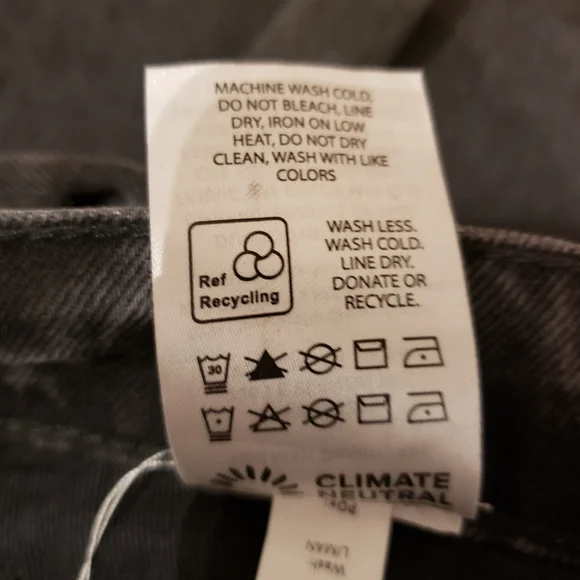 MACHINE WASH COLD,
DO NOT BLEACH, LINE
DRY, IRON ON LOW
HEAT, DO NOT DRY
CLEAN, WASH WITH LIKE
COLORS
Ref
Recycling
WASH LESS.
WASH COLD.
LINE DRY.
DONATE OR
RECYCLE.
30
CLIMATE
NEUTRAL
Wash: